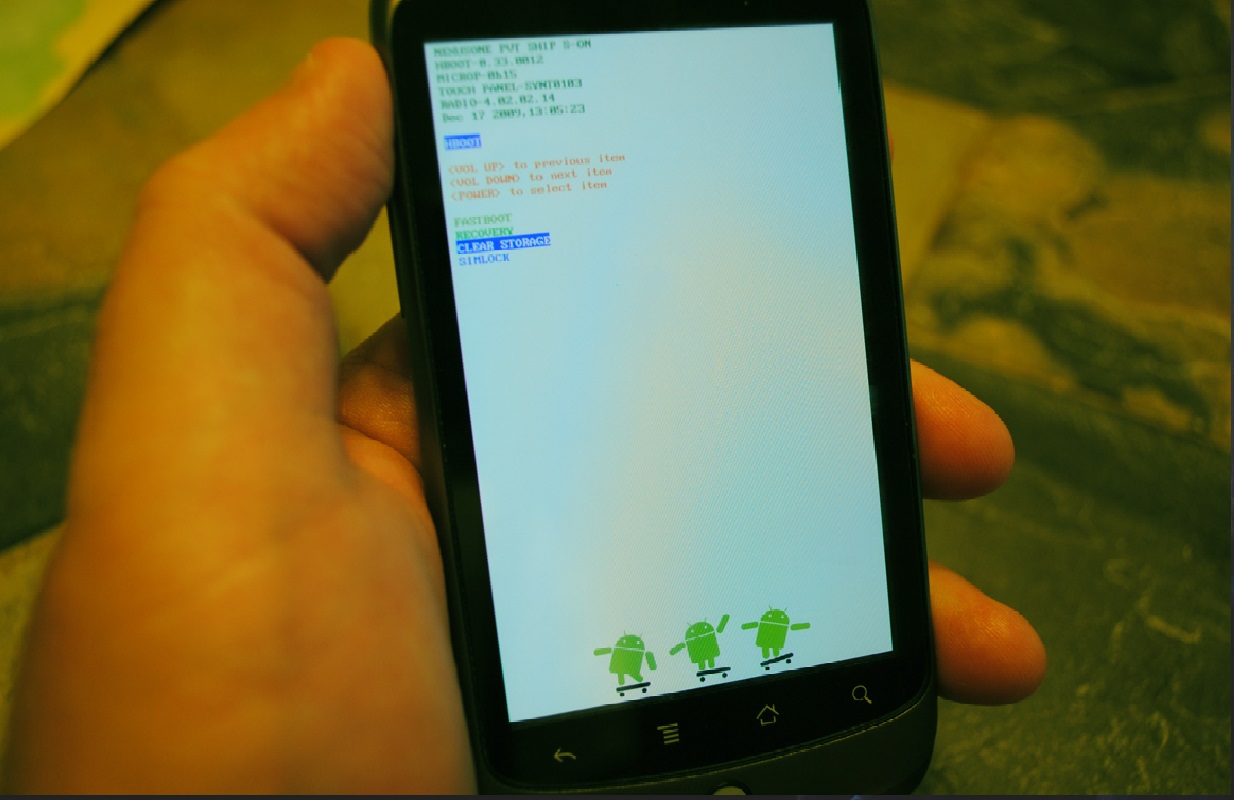 NEXUSONE PVT SHIP S-ON
HBOOT-0.33.0012
MICROP-0b15
TOUCH PANEL-SYNT0103
RADIO-4.02.02.14
Dec 17 2009,13:05:23
HBOOT
<VOL UP> to previous item
<VOL DOWN> to next item
<POWER> to select item
FASTBOOT
RECOVERY
CLEAR STORAGE
SIMLOCK